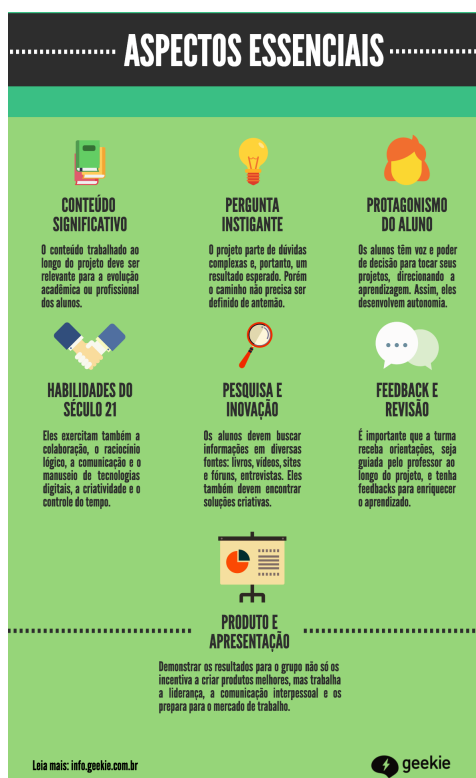 ASPECTOS ESSENCIAIS
CONTEÚDO
SIGNIFICATIVO
O conteúdo trabalhado ao
longo do projeto deve ser
relevante para a evolução
acadêmica ou profissional
dos alunos.
PERGUNTA
INSTIGANTE
O projeto parte de dúvidas
complexas e, portanto, um
resultado esperado. Porém
o caminho não precisa ser
definido de antemão.
PROTAGONISMO
DO ALUNO
Os alunos têm voz e poder
de decisão para tocar seus
projetos, direcionando a
aprendizagem. Assim, eles
desenvolvem autonomia.
HABILIDADES DO
SÉCULO 21
Eles exercitam também a
colaboração, o raciocínio
lógico, a comunicação e o
manuseio de tecnologias
digitais, a criatividade e o
controle do tempo.
PESQUISA E
INOVAÇÃO
Os alunos devem buscar
informações em diversas
fontes: livros, vídeos, sites
e fóruns, entrevistas. Eles
também devem encontrar
soluções criativas.
FEEDBACK E
REVISÃO
É importante que a turma
receba orientações, seja
guiada pelo professor ao
longo do projeto, e tenha
feedbacks para enriquecer
o aprendizado.
PRODUTO E
APRESENTAÇÃO
Demonstrar os resultados para o grupo não só os
incentiva a criar produtos melhores, mas trabalha
a liderança, a comunicação interpessoal e os
prepara para o mercado de trabalho.
Leia mais: info.geekie.com.br
geekie